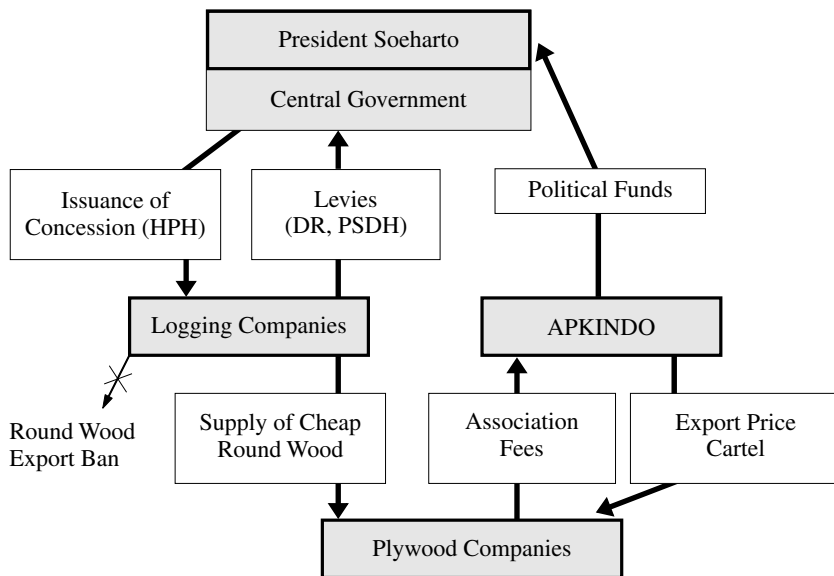 President Soeharto
Central Government
Issuance of
Concession (HPH)
Levies
(DR, PSDH)
Political Funds
Logging Companies
APKINDO
Round Wood
Export Ban
Supply of Cheap
Round Wood
Association
Fees
Export Price
Cartel
Plywood Companies